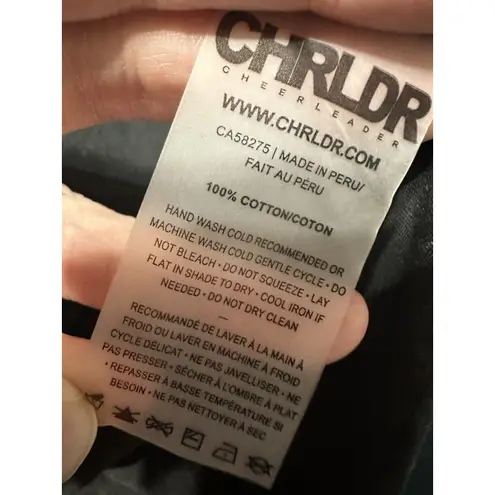 CHRLDR
CHEERLEADER
WWW.CHRLDR.COM
CA58275 | MADE IN PERU/
FAIT AU PÉRU
100% COTTON/COTON
HAND WASH COLD RECOMMENDED OR
MACHINE WASH COLD GENTLE CYCLE • DO
NOT BLEACH • DO NOT SQUEEZE • LAY
FLAT IN SHADE TO DRY • COOL IRON IF
NEEDED • DO NOT DRY CLEAN
—
RECOMMANDÉ DE LAVER À LA MAIN À
FROID OU LAVER EN MACHINE À FROID
CYCLE DÉLICAT • NE PAS JAVELLISER • NE
PAS PRESSER • SÉCHER À L'OMBRE À PLAT
• REPASSER À BASSE TEMPÉRATURE SI
BESOIN • NE PAS NETTOYER À SEC